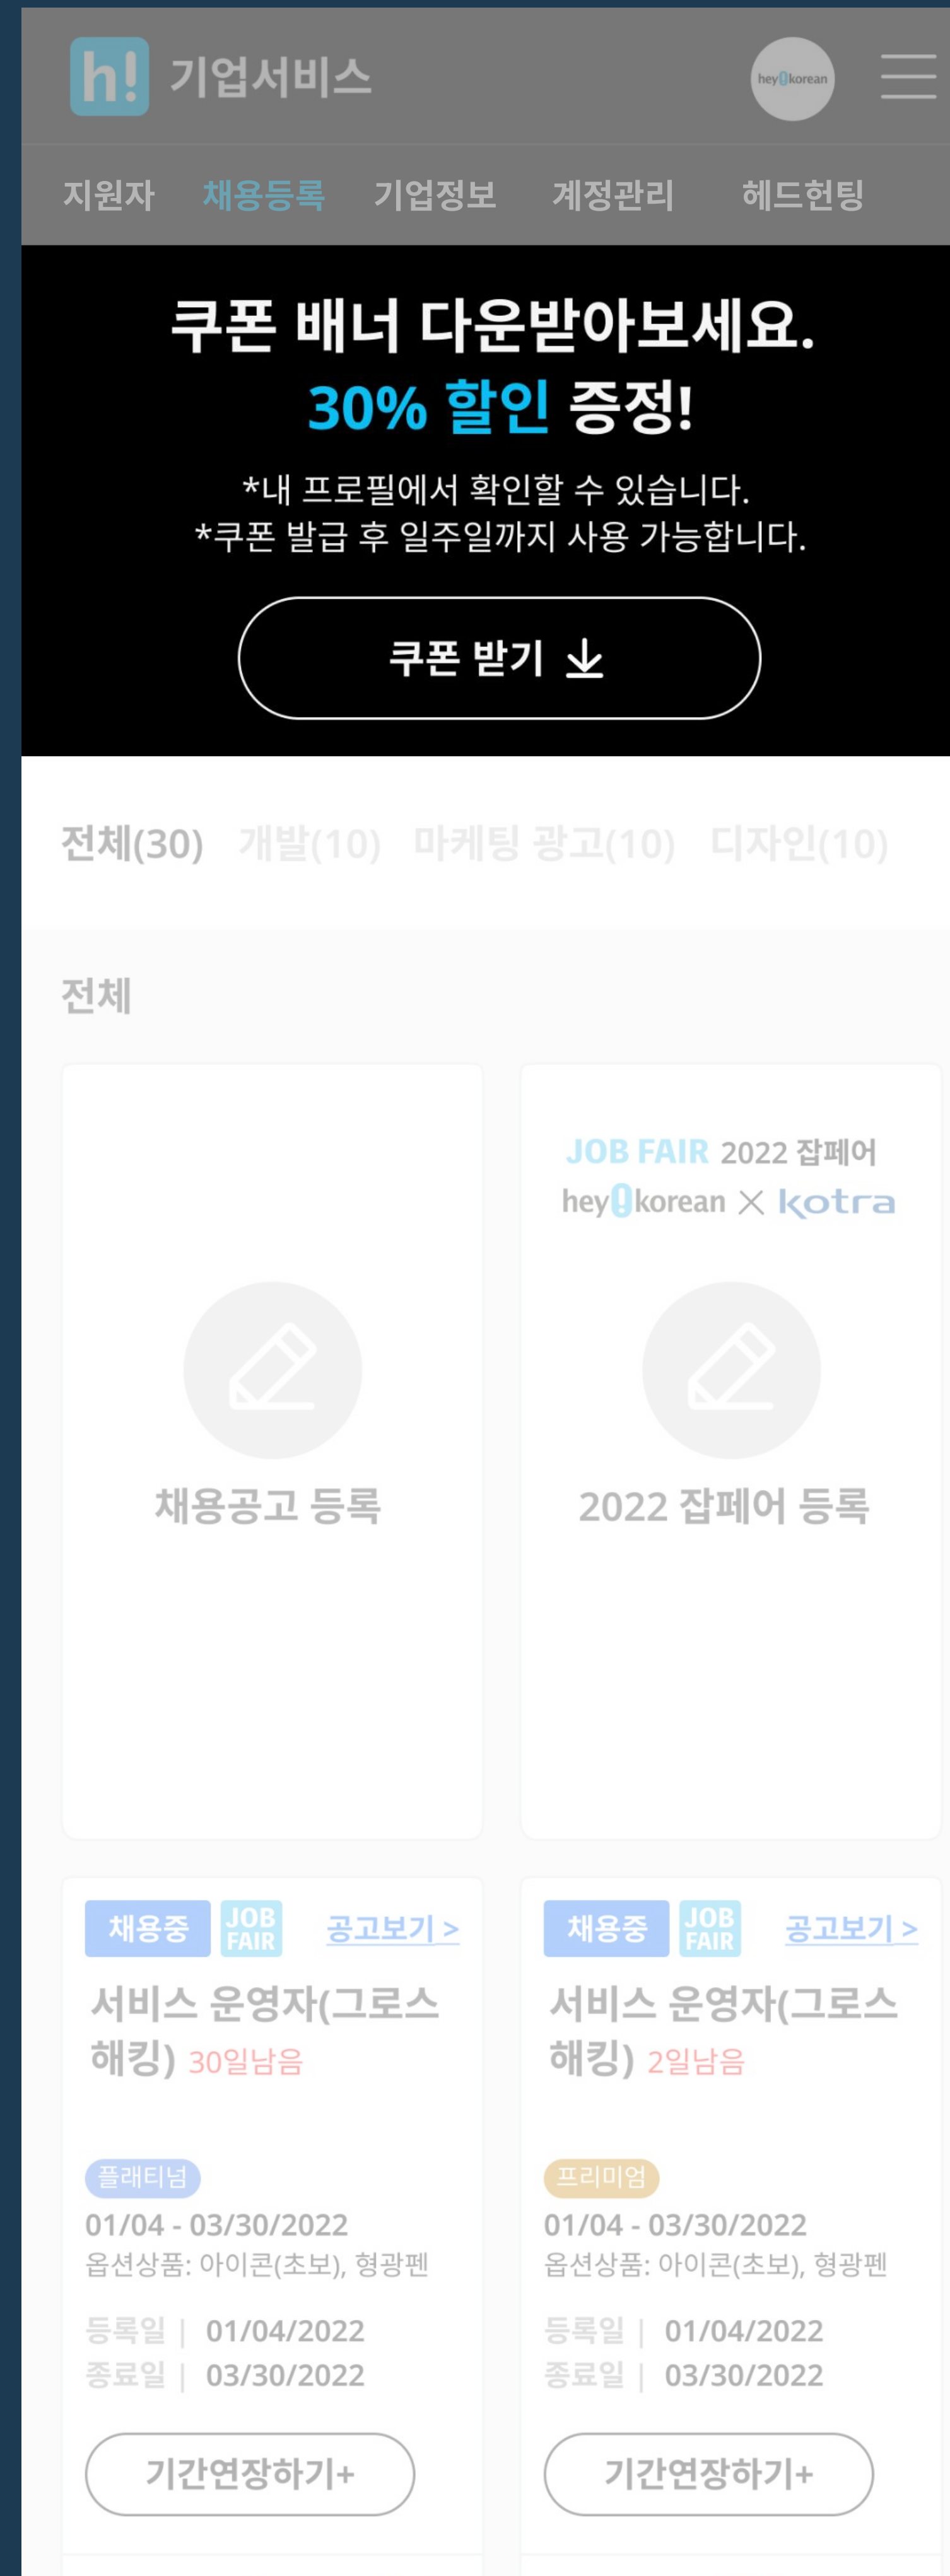 h! 기업서비스 hey!korean
지원자 채용등록 기업정보 계정관리 헤드헌팅
쿠폰 배너 다운받아보세요.
30% 할인 증정!
*내 프로필에서 확인할 수 있습니다.
*쿠폰 발급 후 일주일까지 사용 가능합니다.
쿠폰 받기
전체(30) 개발(10) 마케팅 광고(10) 디자인(10)
전체
JOB FAIR 2022 잡페어
hey!korean × kotra
채용공고 등록
2022 잡페어 등록
채용중 JOB FAIR 공고보기 >
서비스 운영자(그로스
해킹) 30일남음
플래티넘
01/04 - 03/30/2022
옵션상품: 아이콘(초보), 형광펜
등록일 | 01/04/2022
종료일 | 03/30/2022
기간연장하기+
채용중 JOB FAIR 공고보기 >
서비스 운영자(그로스
해킹) 2일남음
프리미엄
01/04 - 03/30/2022
옵션상품: 아이콘(초보), 형광펜
등록일 | 01/04/2022
종료일 | 03/30/2022
기간연장하기+